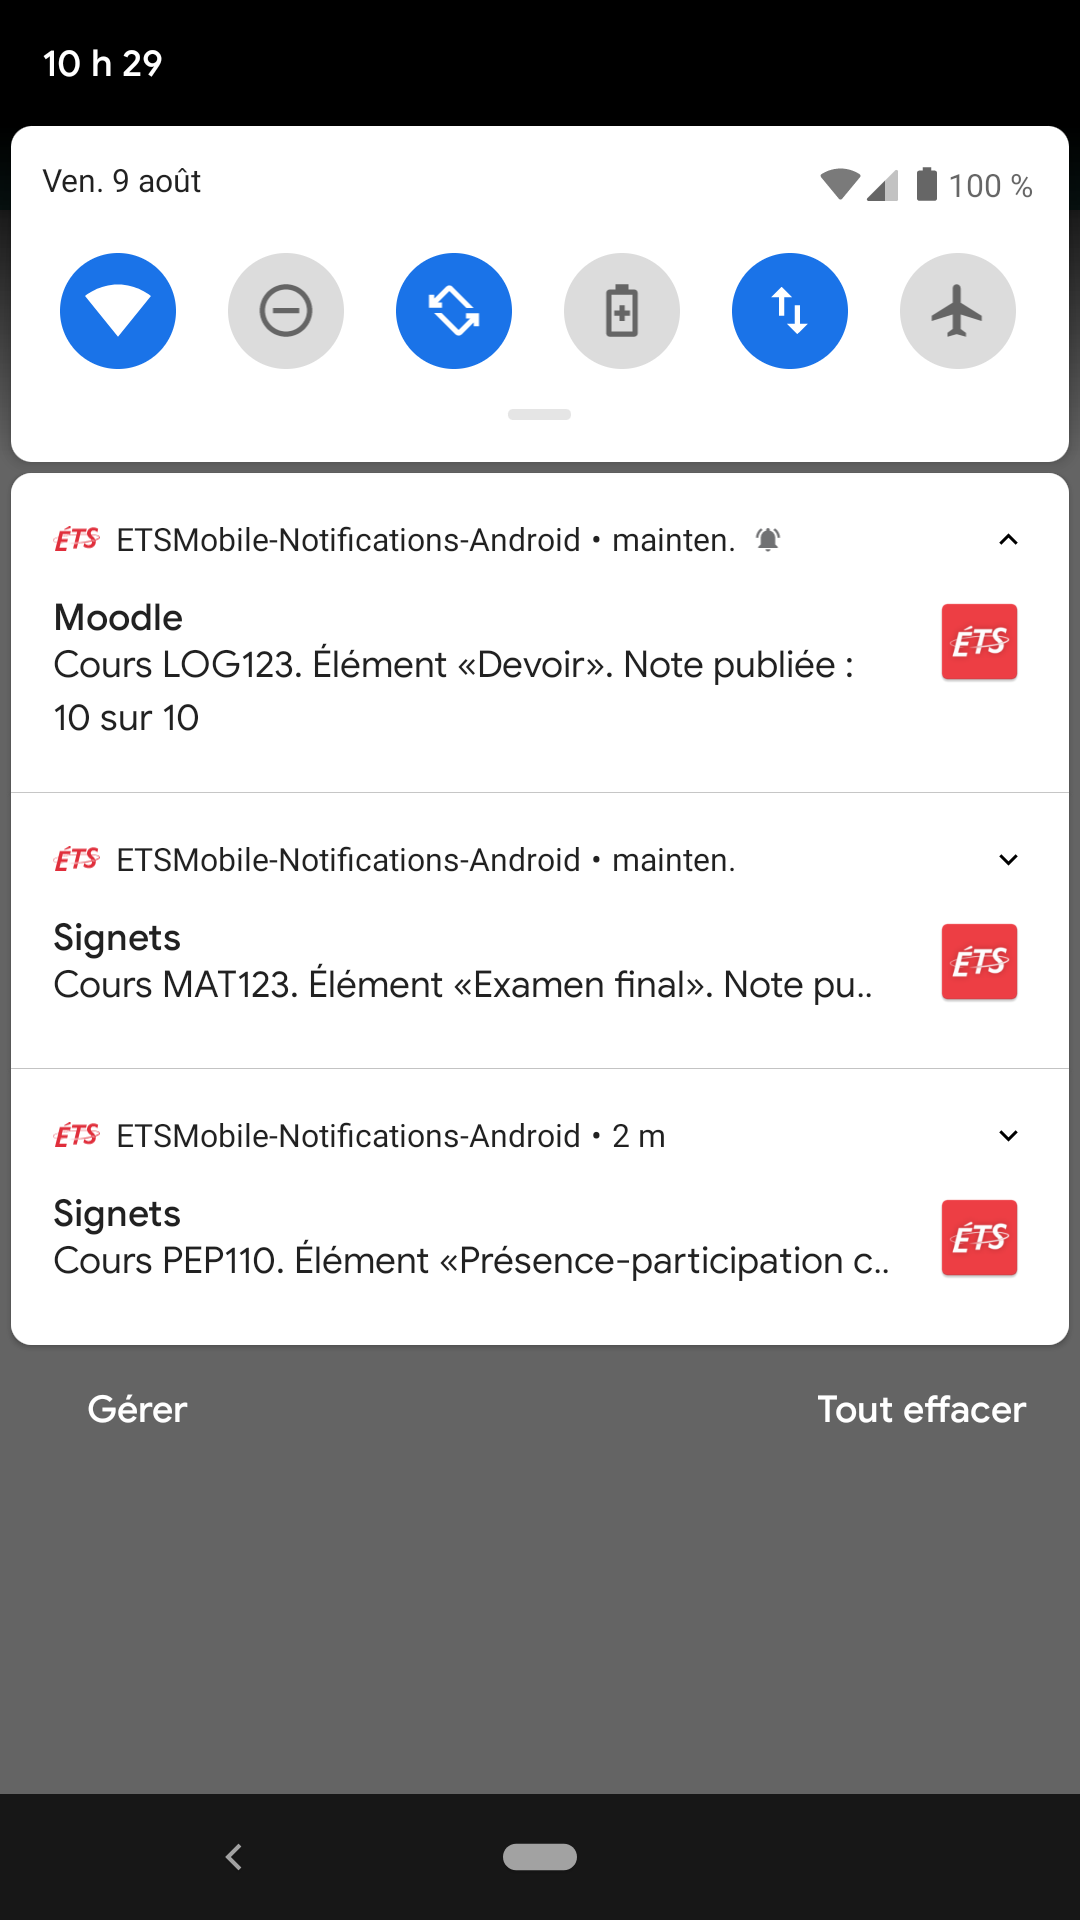 10 h 29
Ven. 9 août
100 %
ÉTS ETSMobile-Notifications-Android • mainten.
Moodle
ÉTS
Cours LOG123. Élément «Devoir». Note publiée :
10 sur 10
ÉTS ETSMobile-Notifications-Android • mainten.
Signets
ÉTS
Cours MAT123. Élément «Examen final». Note pu..
ÉTS ETSMobile-Notifications-Android • 2 m
Signets
ÉTS
Cours PEP110. Élément «Présence-participation c..
Gérer
Tout effacer